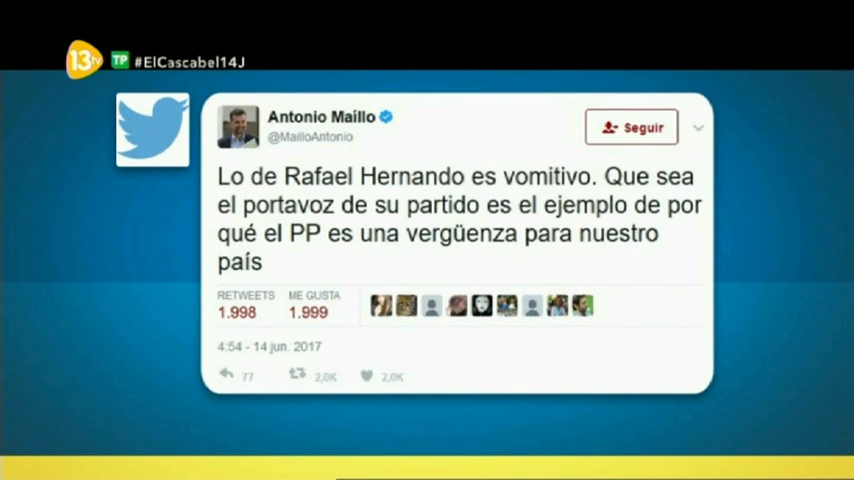 13tv
TP #ElCascabel14J
Antonio Maíllo
@MailloAntonio
Seguir
Lo de Rafael Hernando es vomitivo. Que sea
el portavoz de su partido es el ejemplo de por
qué el PP es una vergüenza para nuestro
país
RETWEETS ME GUSTA
1.998 1.999
4:54 - 14 jun. 2017
77 2,0K 2,0K